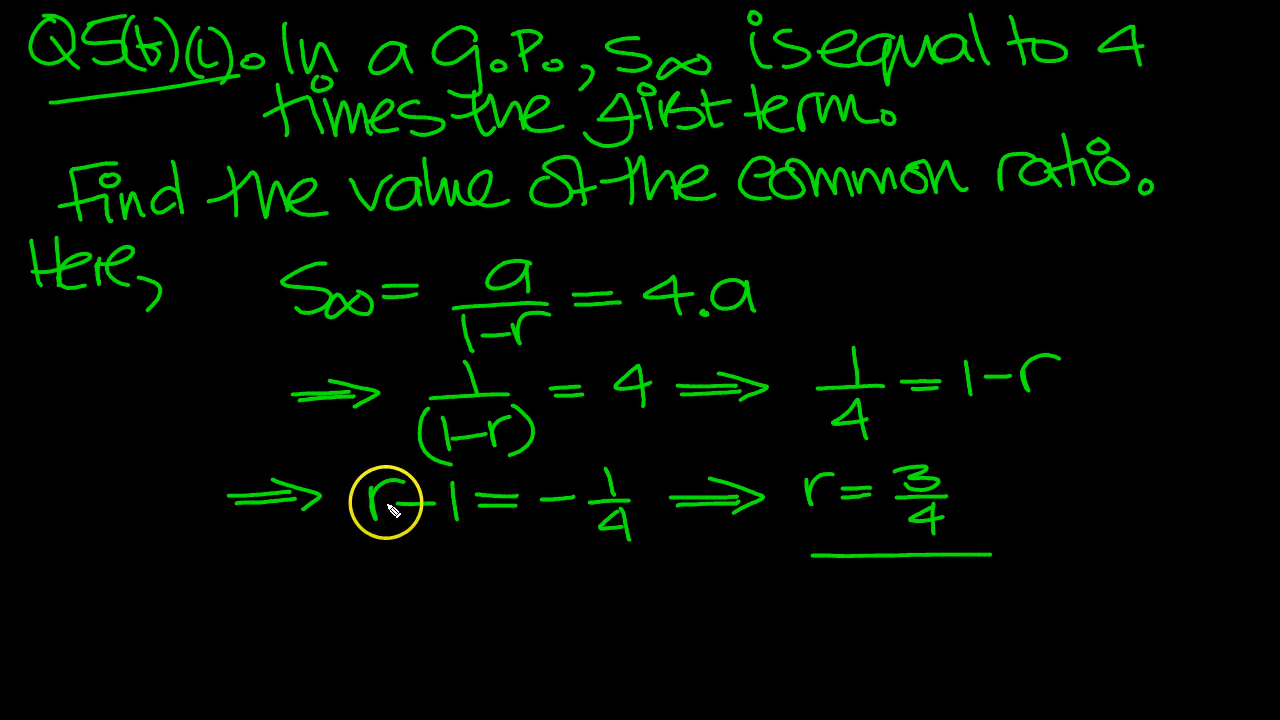 Q5(b)(i). In a G.P., S∞ is equal to 4
times the first term.
Find the value of the common ratio.
Here,
S∞ = a/(1-r) = 4.a
⟹ 1/(1-r) = 4 ⟹ 1/4 = 1-r
⟹ r-1 = -1/4 ⟹ r = 3/4